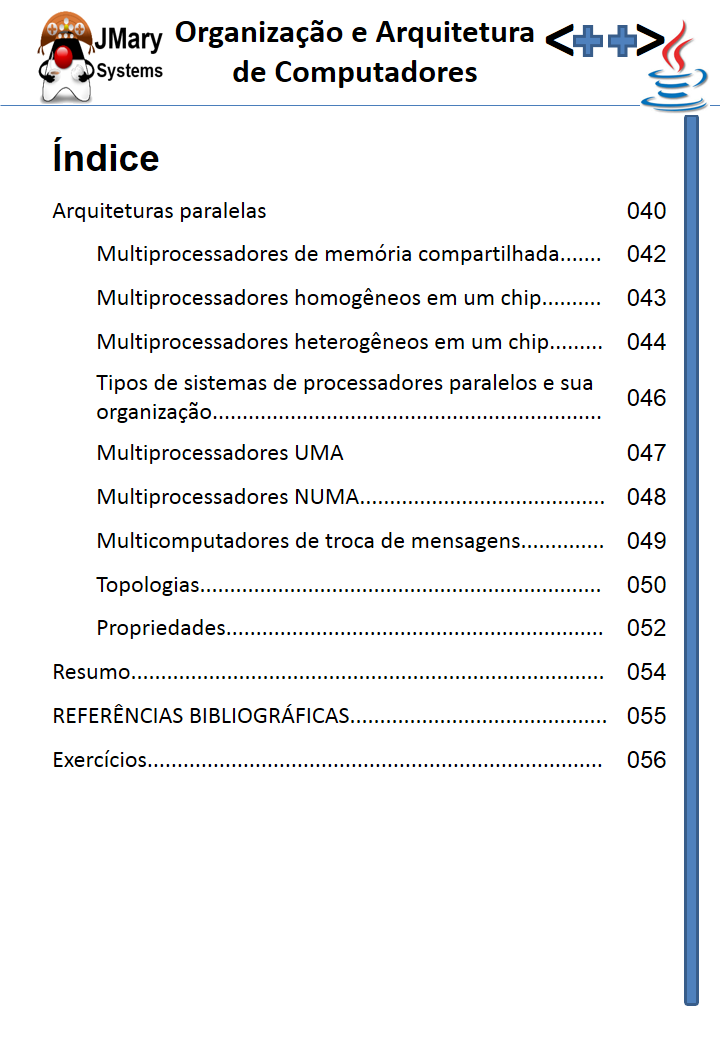 JMary
Systems
Organização e Arquitetura
de Computadores
<++>
Índice
Arquiteturas paralelas 040
Multiprocessadores de memória compartilhada....... 042
Multiprocessadores homogêneos em um chip.......... 043
Multiprocessadores heterogêneos em um chip......... 044
Tipos de sistemas de processadores paralelos e sua
organização................................................................. 046
Multiprocessadores UMA 047
Multiprocessadores NUMA......................................... 048
Multicomputadores de troca de mensagens.............. 049
Topologias................................................................... 050
Propriedades............................................................... 052
Resumo............................................................................... 054
REFERÊNCIAS BIBLIOGRÁFICAS........................................... 055
Exercícios............................................................................ 056